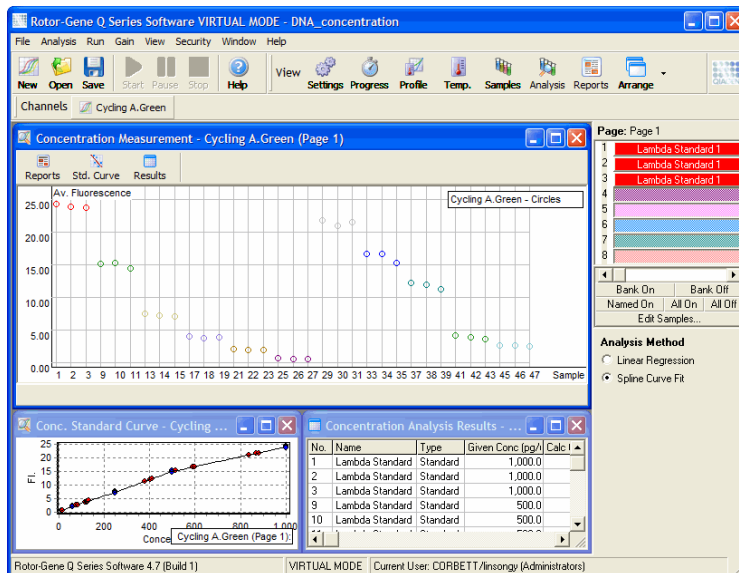 Rotor-Gene Q Series Software VIRTUAL MODE - DNA_concentration
File Analysis Run Gain View Security Window Help
New Open Save Start Pause Stop Help View Settings Progress Profile Temp. Samples Analysis Reports Arrange
Channels Cycling A.Green
Concentration Measurement - Cycling A.Green (Page 1)
Reports Std. Curve Results
Av. Fluorescence
Cycling A.Green - Circles
25.00
20.00
15.00
10.00
5.00
0.00
1 2 3 9 10 11 13 14 15 17 18 19 21 22 23 25 26 27 29 30 31 33 34 35 37 38 39 41 42 43 45 46 47 Sample
Page: Page 1
1 Lambda Standard 1
2 Lambda Standard 1
3 Lambda Standard 1
4
5
6
7
8
Bank On Bank Off
Named On All On All Off
Edit Samples...
Analysis Method
Linear Regression
Spline Curve Fit
Conc. Standard Curve - Cycling ...
25
20
15
10
5
0
Fl.
0 200 400 600 800 1,000
Conce
Cycling A.Green (Page 1):
Concentration Analysis Results - ...
No. Name Type Given Conc (pg/ Calc
1 Lambda Standard Standard 1,000.0
2 Lambda Standard Standard 1,000.0
3 Lambda Standard Standard 1,000.0
9 Lambda Standard Standard 500.0
10 Lambda Standard Standard 500.0
Rotor-Gene Q Series Software 4.7 (Build 1) VIRTUAL MODE Current User: CORBETT/linsongy (Administrators)